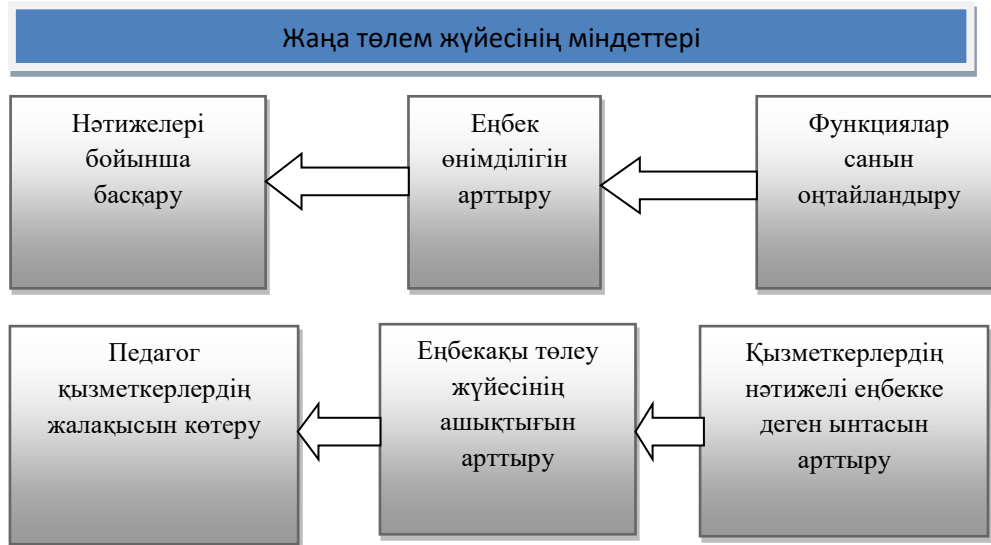 Жаңа төлем жүйесінің міндеттері
Нәтижелері
бойынша
басқару
Еңбек
өнімділігін
арттыру
Функциялар
санын
оңтайландыру
Педагог
қызметкерлердің
жалақысын көтеру
Еңбекақы төлеу
жүйесінің
ашықтығын
арттыру
Қызметкерлердің
нәтижелі еңбекке
деген ынтасын
арттыру